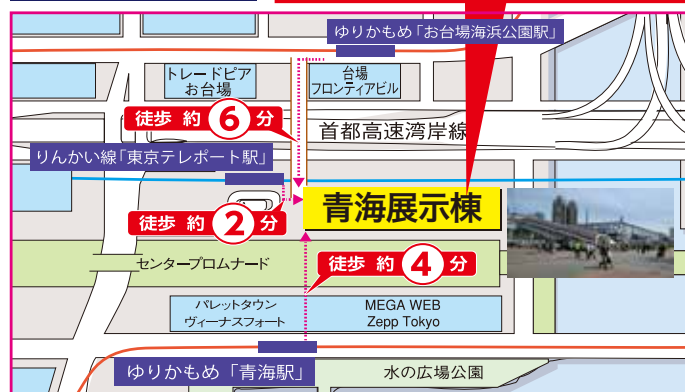 ゆりかもめ「お台場海浜公園駅」
トレードピア
お台場
台場
フロンティアビル
徒歩 約 6 分
首都高速湾岸線
りんかい線「東京テレポート駅」
青海展示棟
徒歩 約 2 分
センタープロムナード
徒歩 約 4 分
パレットタウン
ヴィーナスフォート
MEGA WEB
Zepp Tokyo
ゆりかもめ「青海駅」
水の広場公園